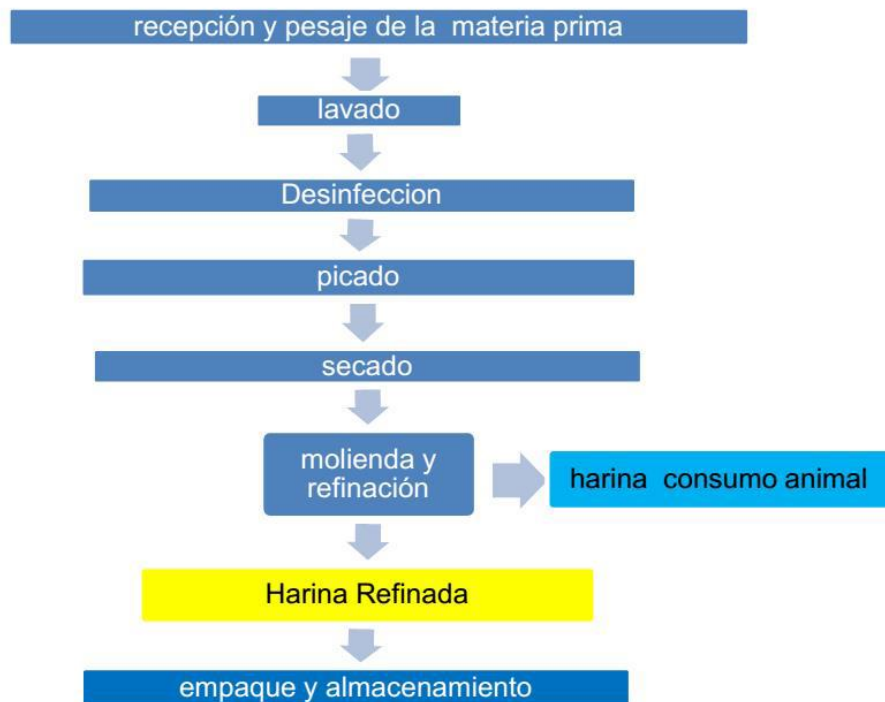 recepción y pesaje de la  materia prima
lavado
Desinfeccion
picado
secado
molienda y
refinación
harina  consumo animal
Harina Refinada
empaque y almacenamiento